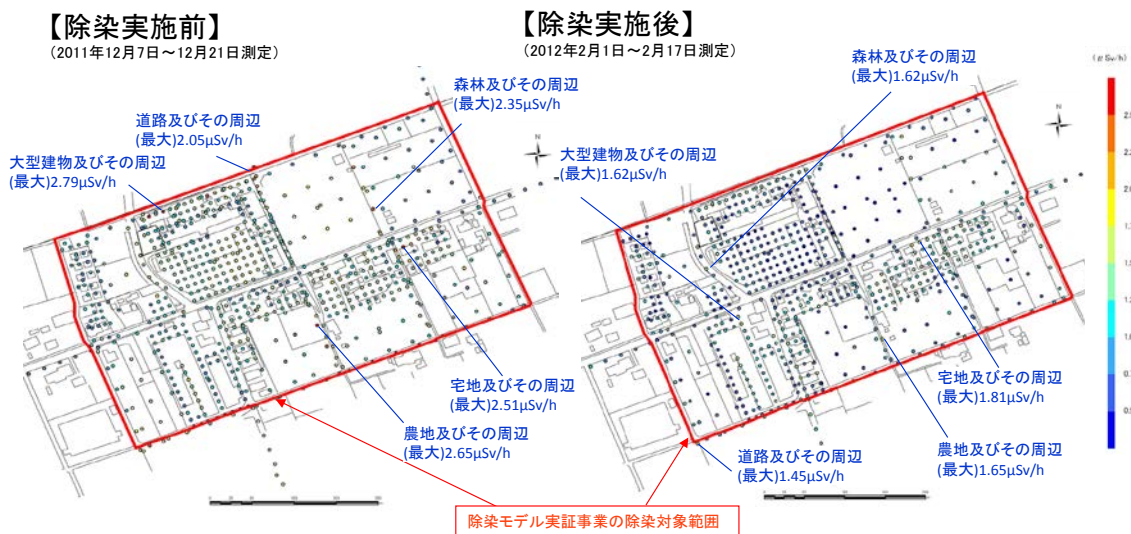 【除染実施前】
(2011年12月7日～12月21日測定)
森林及びその周辺
(最大)2.35μSv/h
道路及びその周辺
(最大)2.05μSv/h
大型建物及びその周辺
(最大)2.79μSv/h
N
宅地及びその周辺
(最大)2.51μSv/h
農地及びその周辺
(最大)2.65μSv/h
【除染実施後】
(2012年2月1日～2月17日測定)
森林及びその周辺
(最大)1.62μSv/h
大型建物及びその周辺
(最大)1.62μSv/h
N
宅地及びその周辺
(最大)1.81μSv/h
農地及びその周辺
(最大)1.65μSv/h
道路及びその周辺
(最大)1.45μSv/h
除染モデル実証事業の除染対象範囲